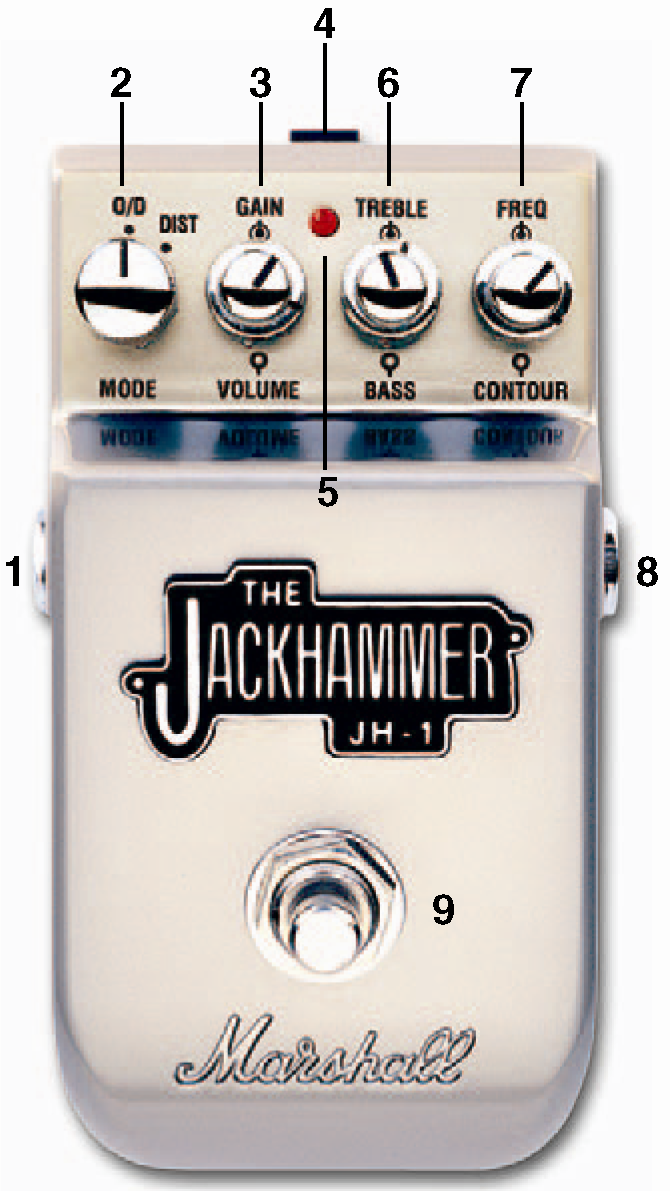 4
2 3 6 7
O/D DIST GAIN TREBLE FREQ
MODE VOLUME BASS CONTOUR
5
1 8
THE
JACKHAMMER
JH-1
9
Marshall